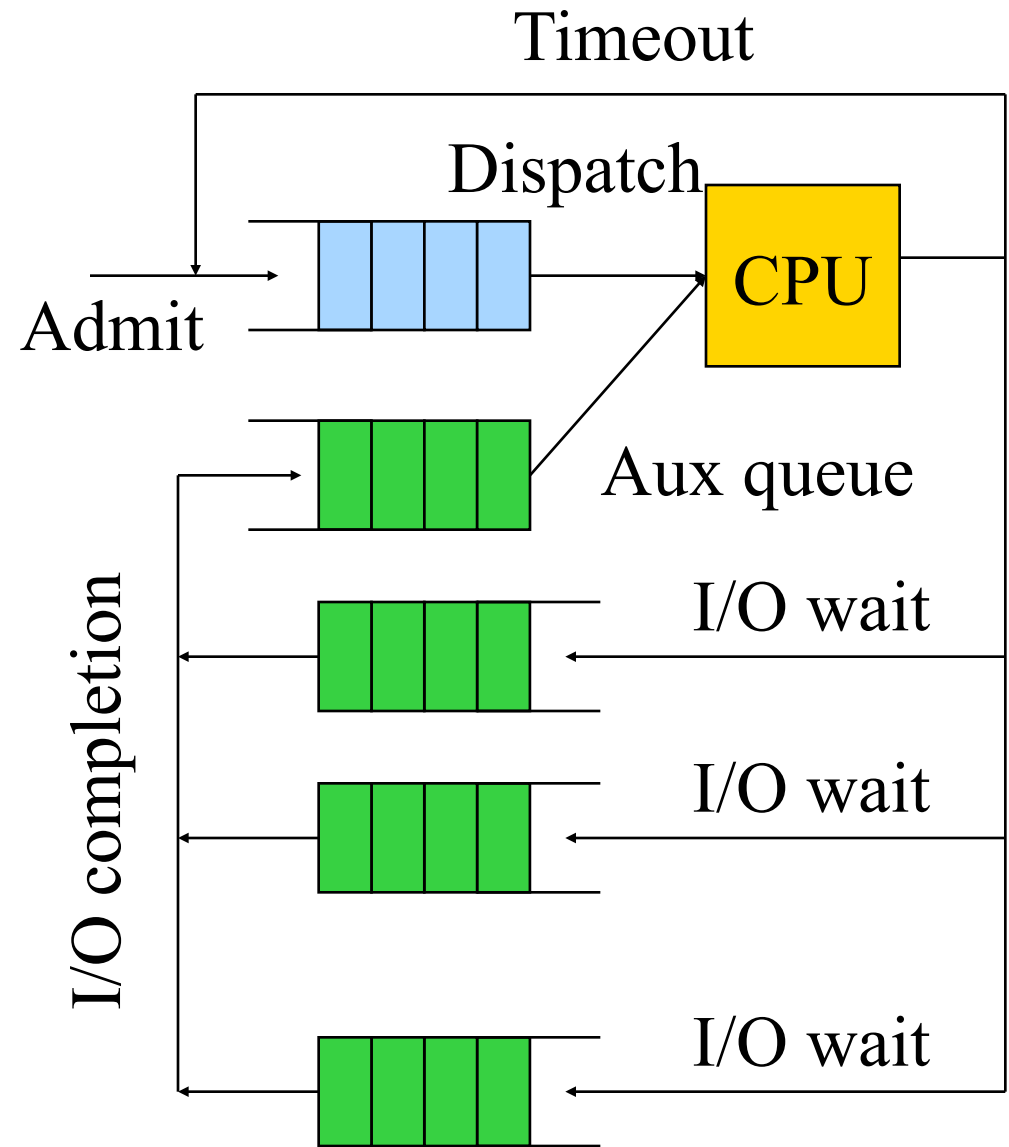 Timeout
Dispatch
CPU
Admit
Aux queue
I/O completion
I/O wait
I/O wait
I/O wait